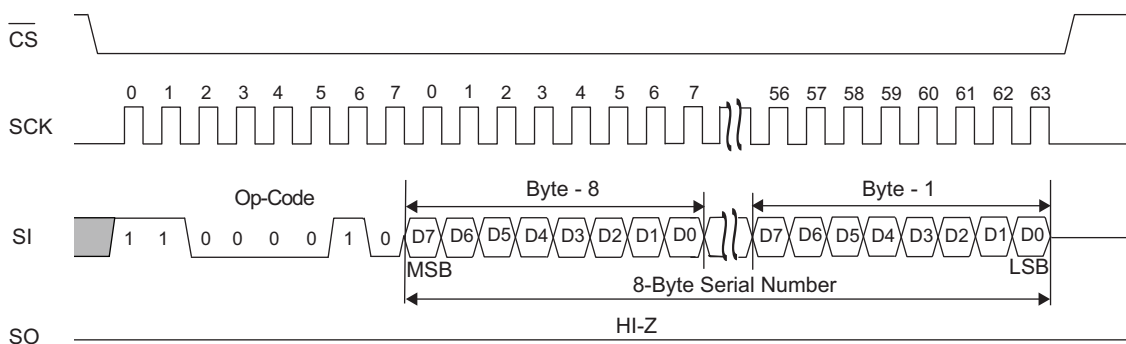 CS
0 1 2 3 4 5 6 7 0 1 2 3 4 5 6 7 56 57 58 59 60 61 62 63
SCK
Op-Code Byte - 8 Byte - 1
SI 1 1 0 0 0 0 1 0 D7 D6 D5 D4 D3 D2 D1 D0 D7 D6 D5 D4 D3 D2 D1 D0
MSB LSB
8-Byte Serial Number
HI-Z
SO